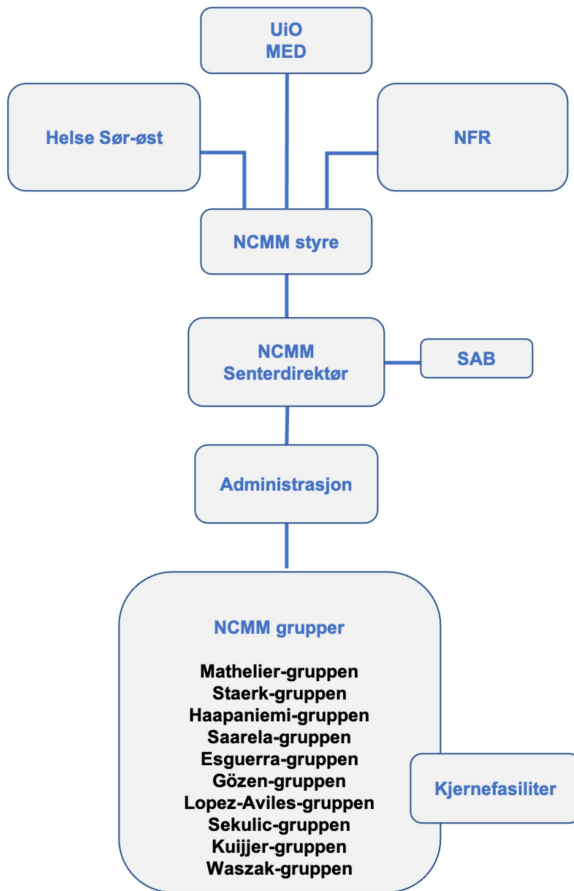 UiO
MED
Helse Sør-øst
NFR
NCMM styre
NCMM
Senterdirektør
SAB
Administrasjon
NCMM grupper
Mathelier-gruppen
Staerk-gruppen
Haapaniemi-gruppen
Saarela-gruppen
Esguerra-gruppen
Gözen-gruppen
Lopez-Aviles-gruppen
Sekulic-gruppen
Kuijjer-gruppen
Waszak-gruppen
Kjernefasiliter